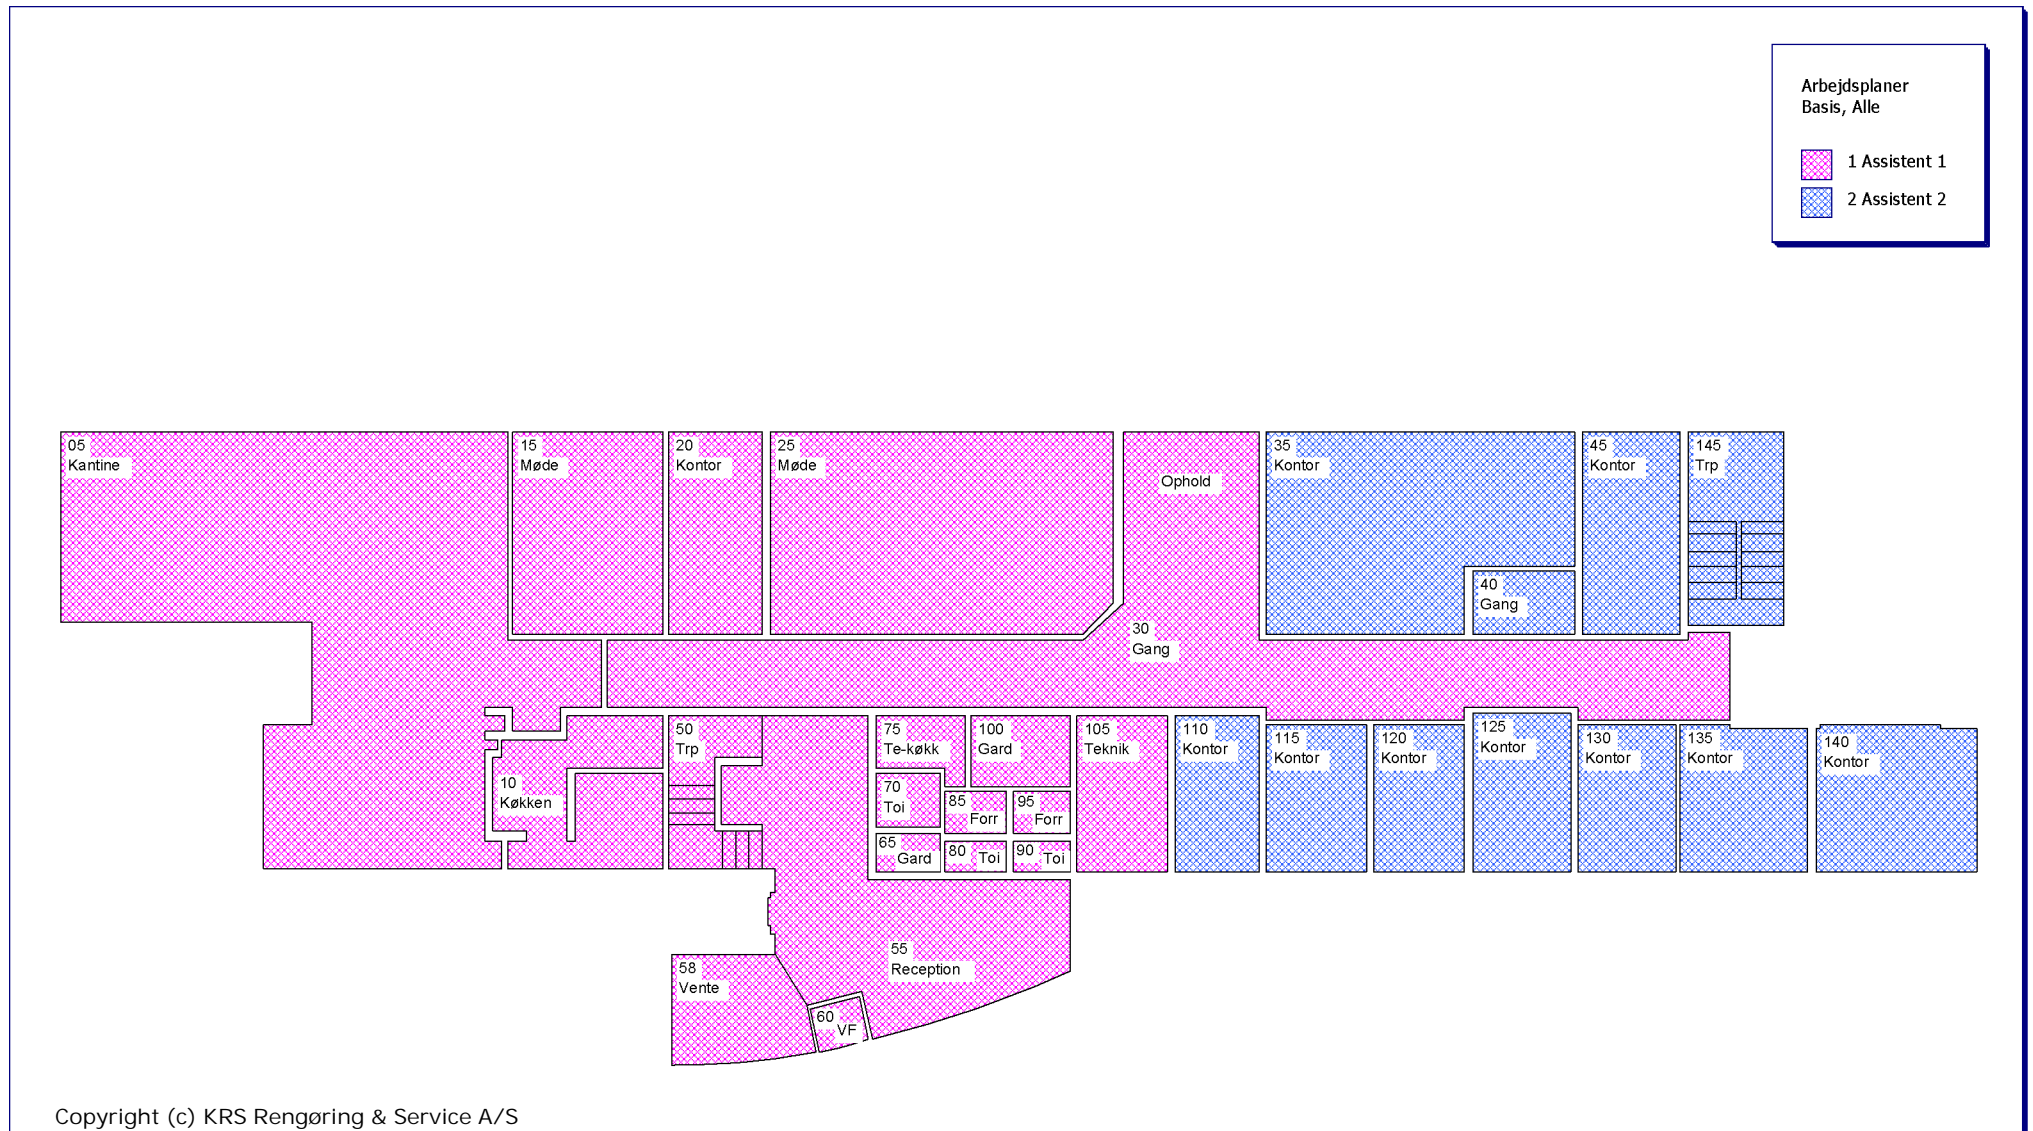 Arbejdsplaner
Basis, Alle
1 Assistent 1
2 Assistent 2
05
Kantine
15
Møde
20
Kontor
25
Møde
Ophold
35
Kontor
45
Kontor
145
Trp
40
Gang
30
Gang
50
Trp
75
Te-køkk
100
Gard
105
Teknik
110
Kontor
115
Kontor
120
Kontor
125
Kontor
130
Kontor
135
Kontor
140
Kontor
10
Køkken
70
Toi
85
Forr
95
Forr
65
Gard
80
Toi
90
Toi
55
Reception
58
Vente
60
VF
Copyright (c) KRS Rengøring & Service A/S